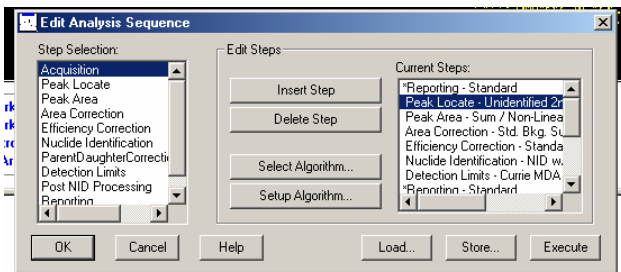 Edit Analysis Sequence
Step Selection:
Acquisition
Peak Locate
Peak Area
Area Correction
Efficiency Correction
Nuclide Identification
ParentDaughterCorrecti
Detection Limits
Post NID Processing
Reporting
Edit Steps
Insert Step
Delete Step
Select Algorithm...
Setup Algorithm...
Current Steps:
*Reporting - Standard
Peak Locate - Unidentified 2r
Peak Area - Sum / Non-Linea
Area Correction - Std. Bkg. Su
Efficiency Correction - Standa
Nuclide Identification - NID w.
Detection Limits - Currie MDA
*Reporting - Standard
OK
Cancel
Help
Load...
Store...
Execute